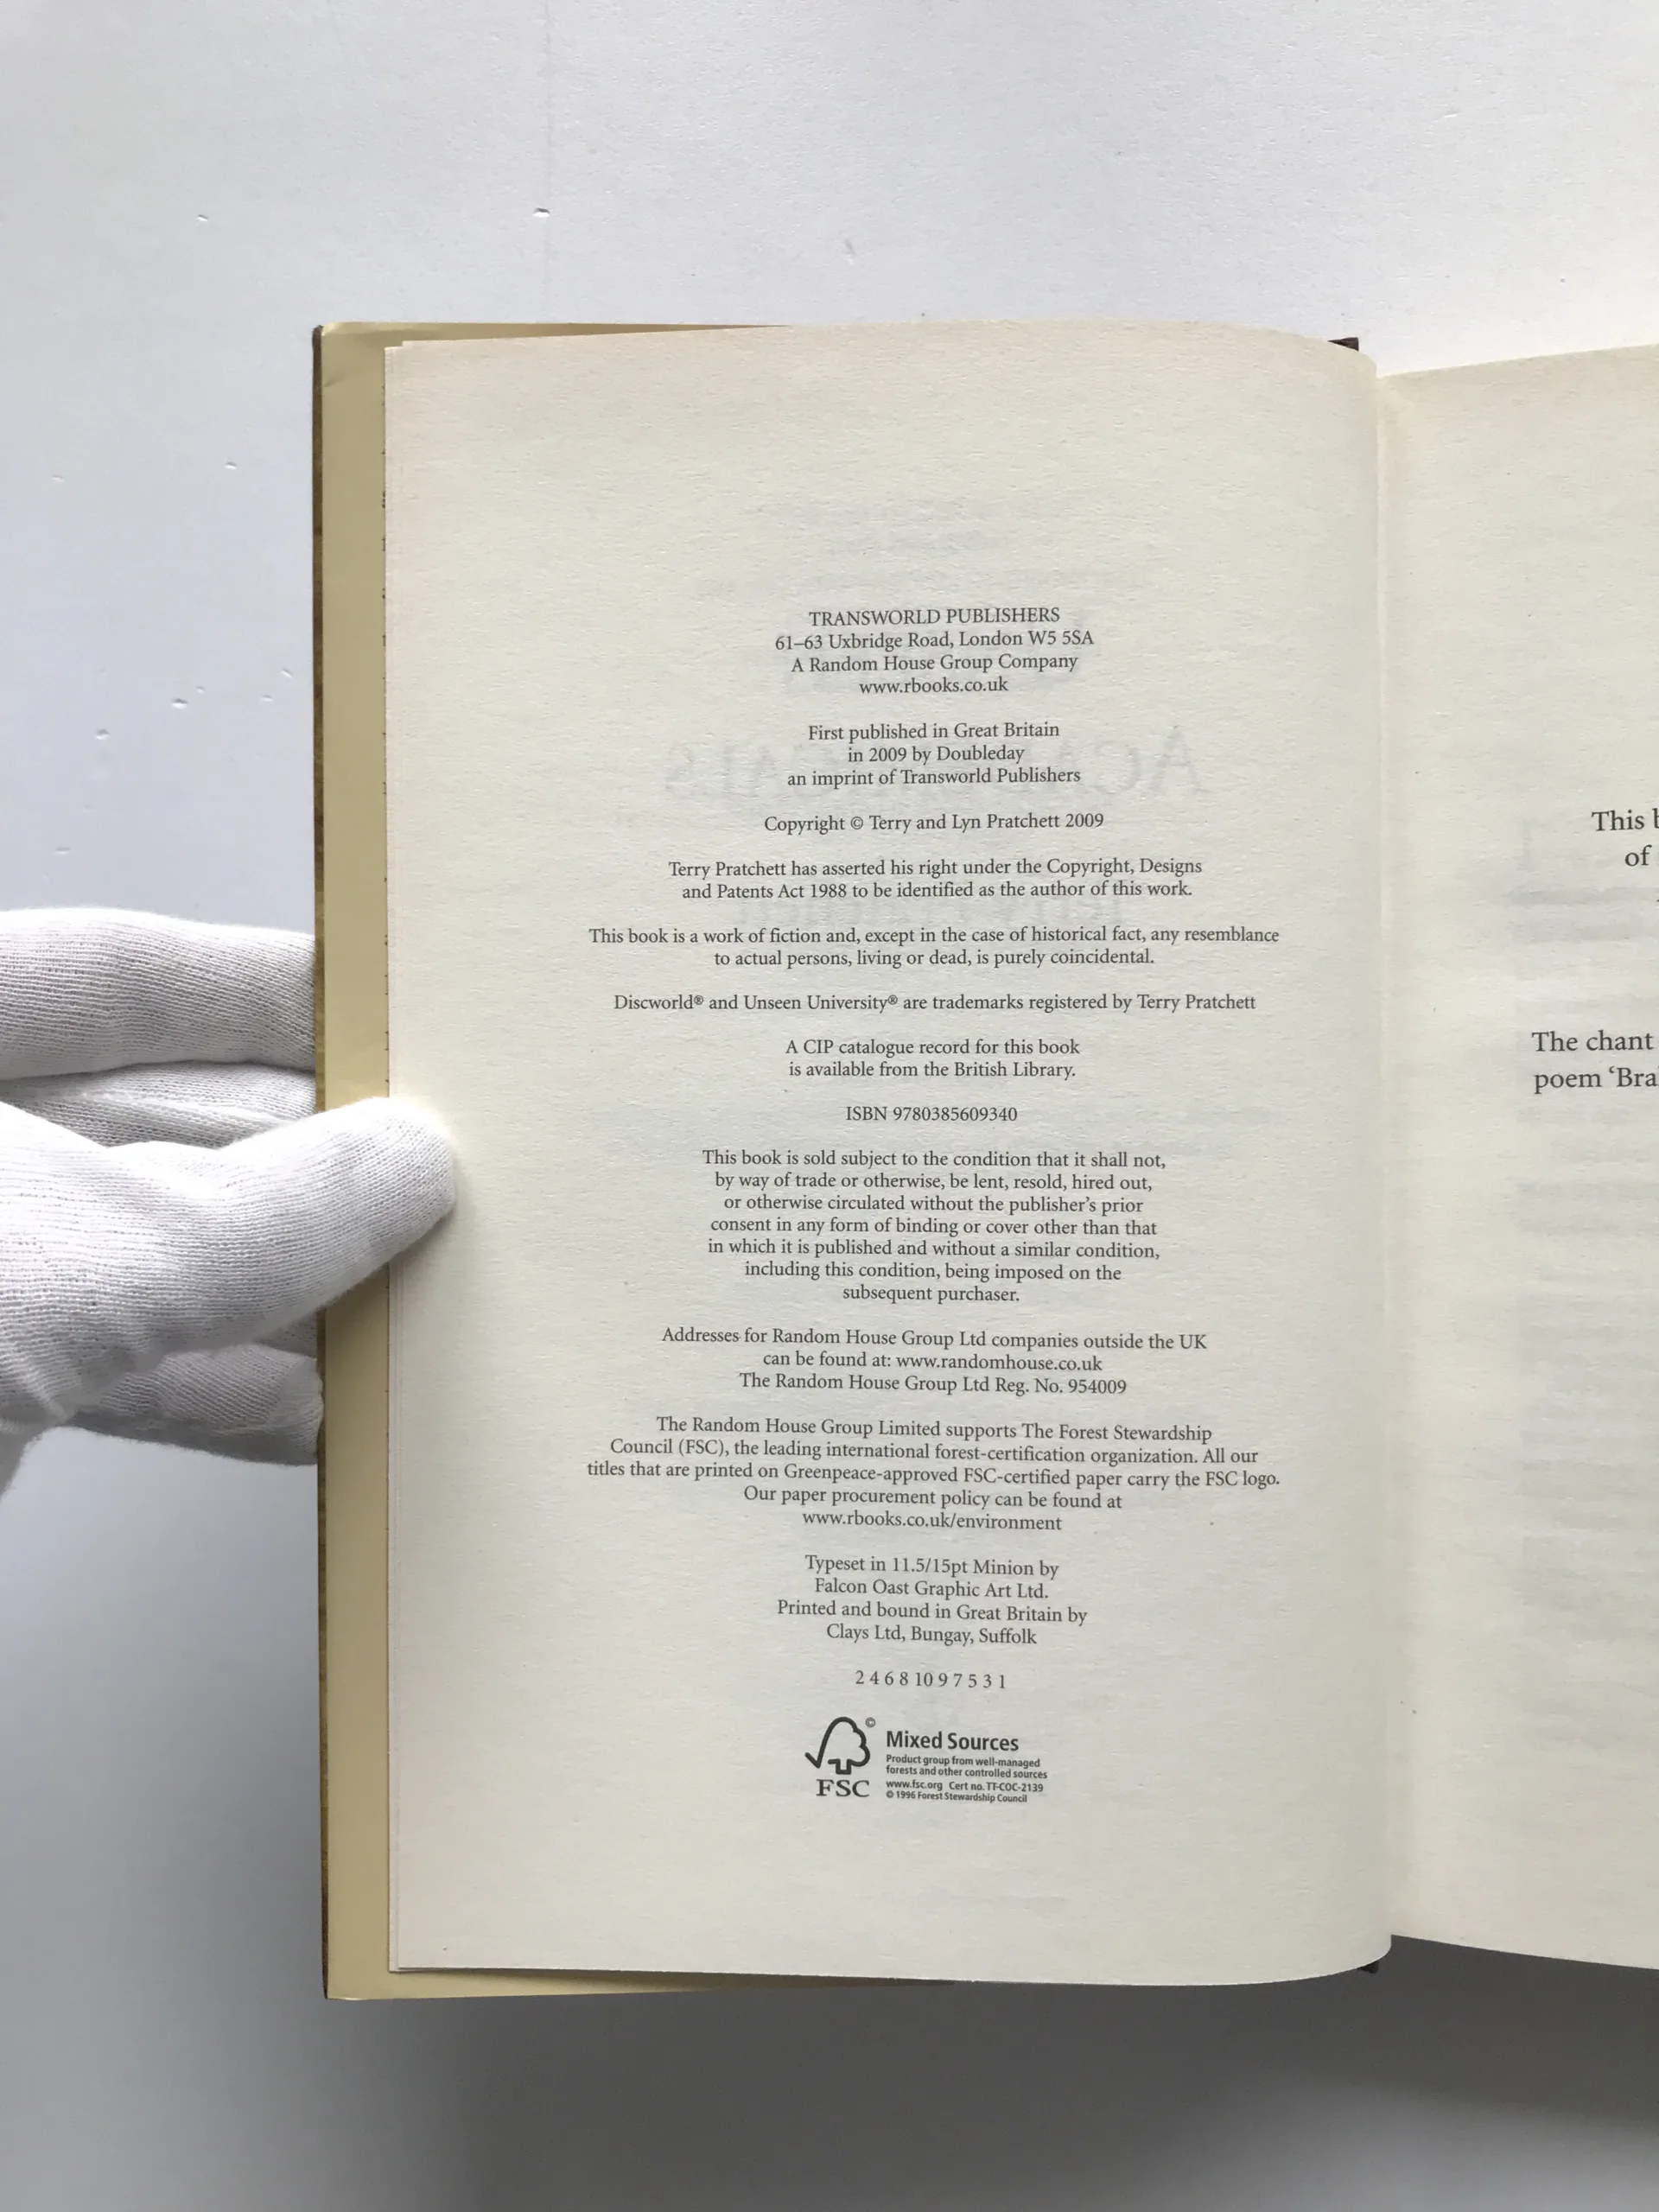 TRANSWORLD PUBLISHERS
61–63 Uxbridge Road, London W5 5SA
A Random House Group Company
www.rbooks.co.uk
First published in Great Britain
in 2009 by Doubleday
an imprint of Transworld Publishers
Copyright © Terry and Lyn Pratchett 2009
Terry Pratchett has asserted his right under the Copyright, Designs
and Patents Act 1988 to be identified as the author of this work.
This book is a work of fiction and, except in the case of historical fact, any resemblance
to actual persons, living or dead, is purely coincidental.
Discworld® and Unseen University® are trademarks registered by Terry Pratchett
A CIP catalogue record for this book
is available from the British Library.
ISBN 9780385609340
This book is sold subject to the condition that it shall not,
by way of trade or otherwise, be lent, resold, hired out,
or otherwise circulated without the publisher’s prior
consent in any form of binding or cover other than that
in which it is published and without a similar condition,
including this condition, being imposed on the
subsequent purchaser.
Addresses for Random House Group Ltd companies outside the UK
can be found at: www.randomhouse.co.uk
The Random House Group Ltd Reg. No. 954009
The Random House Group Limited supports The Forest Stewardship
Council (FSC), the leading international forest-certification organization. All our
titles that are printed on Greenpeace-approved FSC-certified paper carry the FSC logo.
Our paper procurement policy can be found at
www.rbooks.co.uk/environment
Typeset in 11.5/15pt Minion by
Falcon Oast Graphic Art Ltd.
Printed and bound in Great Britain by
Clays Ltd, Bungay, Suffolk
2 4 6 8 10 9 7 5 3 1
©
FSC
Mixed Sources
Product group from well-managed
forests and other controlled sources
www.fsc.org Cert no. TT-COC-2139
© 1996 Forest Stewardship Council
This
of
The chant
poem ‘Bra